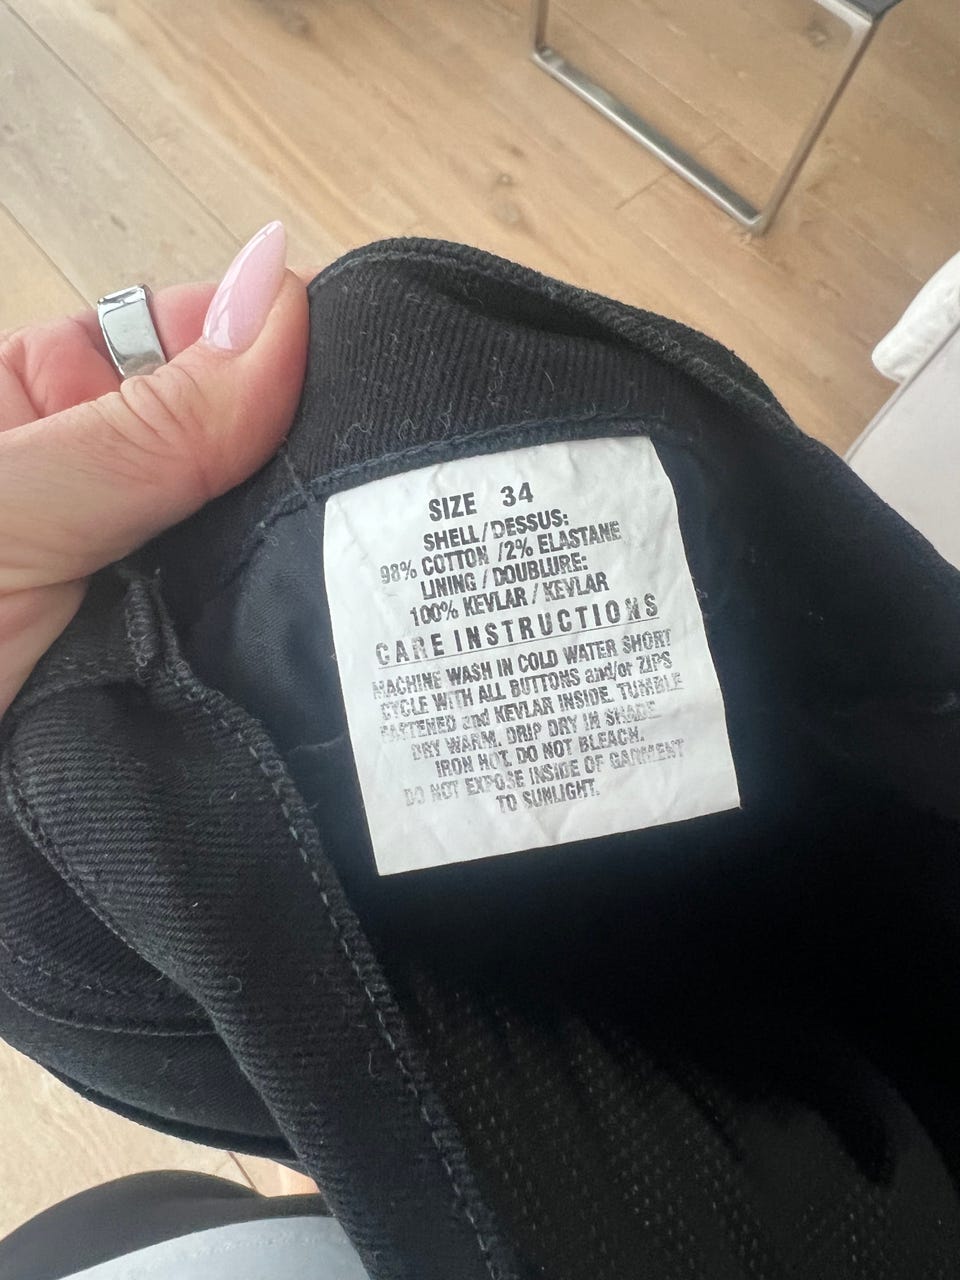 SIZE 34
SHELL/DESSUS:
98% COTTON /2% ELASTANE
LINING / DOUBLURE:
100% KEVLAR / KEVLAR
CARE INSTRUCTIONS
MACHINE WASH IN COLD WATER SHORT
CYCLE WITH ALL BUTTONS and/or ZIPS
FASTENED and KEVLAR INSIDE. TUMBLE
DRY WARM. DRIP DRY IN SHADE
IRON HOT. DO NOT BLEACH.
DO NOT EXPOSE INSIDE OF GARMENT
TO SUNLIGHT.